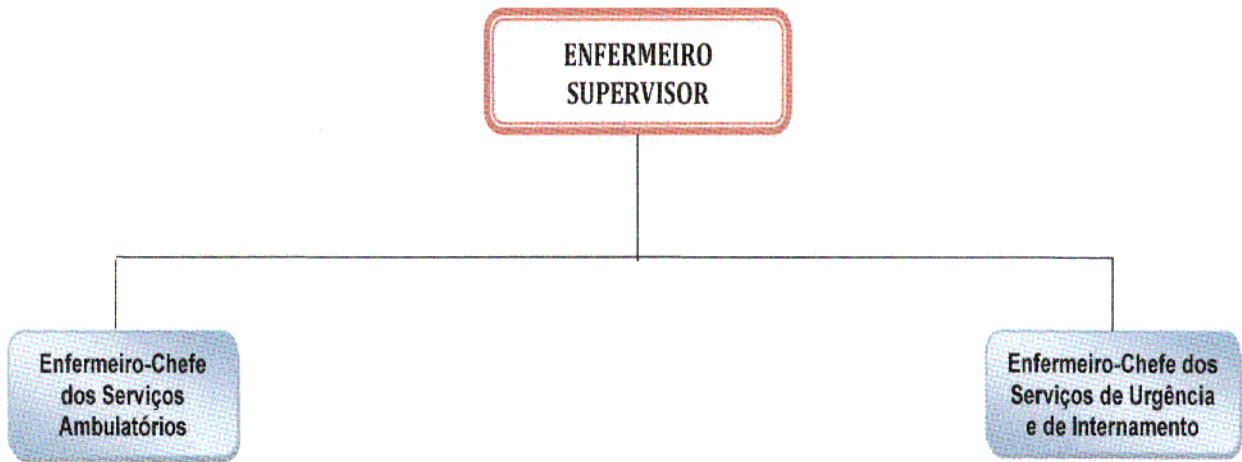 ENFERMEIRO
SUPERVISOR
Enfermeiro-Chefe
dos Serviços
Ambulatórios
Enfermeiro-Chefe dos
Serviços de Urgência
e de Internamento